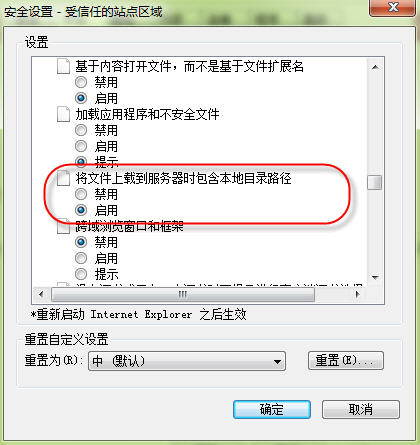 安全设置 - 受信任的站点区域
设置
基于内容打开文件，而不是基于文件扩展名
禁用
启用
加载应用程序和不安全文件
禁用
启用
提示
将文件上载到服务器时包含本地目录路径
禁用
启用
跨域浏览窗口和框架
禁用
启用
提示
*重新启动 Internet Explorer 之后生效
重置自定义设置
重置为(R): 中 (默认) 重置(E)...
确定 取消